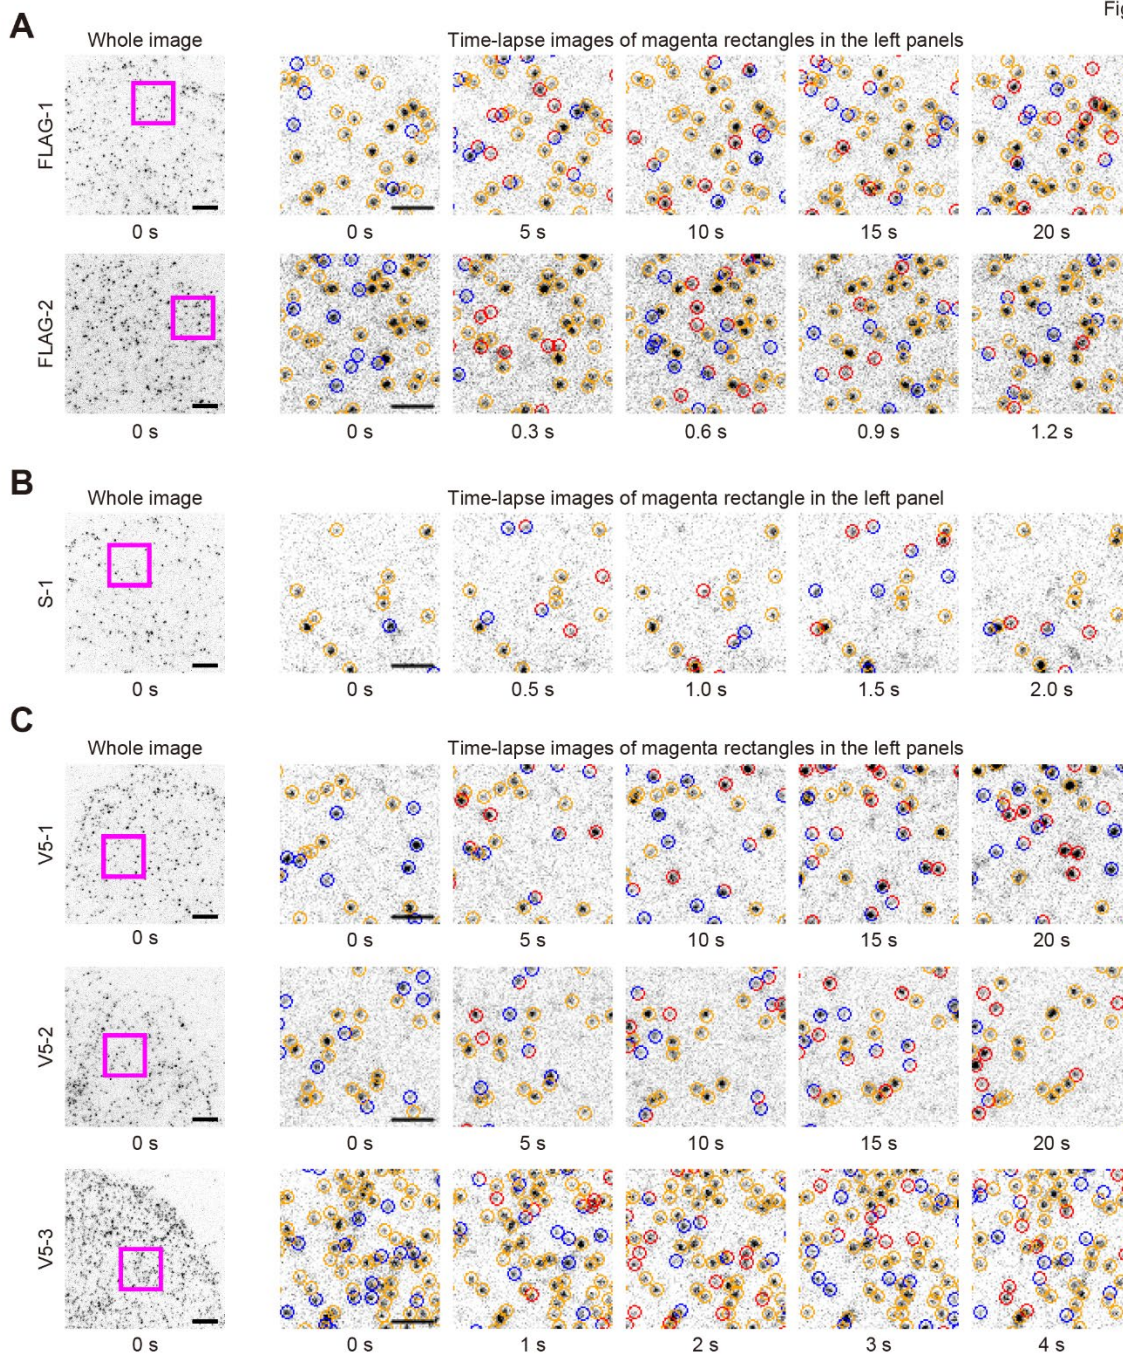 Fig
A
Whole image
Time-lapse images of magenta rectangles in the left panels
FLAG-1
0 s
0 s
5 s
10 s
15 s
20 s
FLAG-2
0 s
0 s
0.3 s
0.6 s
0.9 s
1.2 s
B
Whole image
Time-lapse images of magenta rectangle in the left panel
S-1
0 s
0 s
0.5 s
1.0 s
1.5 s
2.0 s
C
Whole image
Time-lapse images of magenta rectangles in the left panels
V5-1
0 s
0 s
5 s
10 s
15 s
20 s
V5-2
0 s
0 s
5 s
10 s
15 s
20 s
V5-3
0 s
0 s
1 s
2 s
3 s
4 s